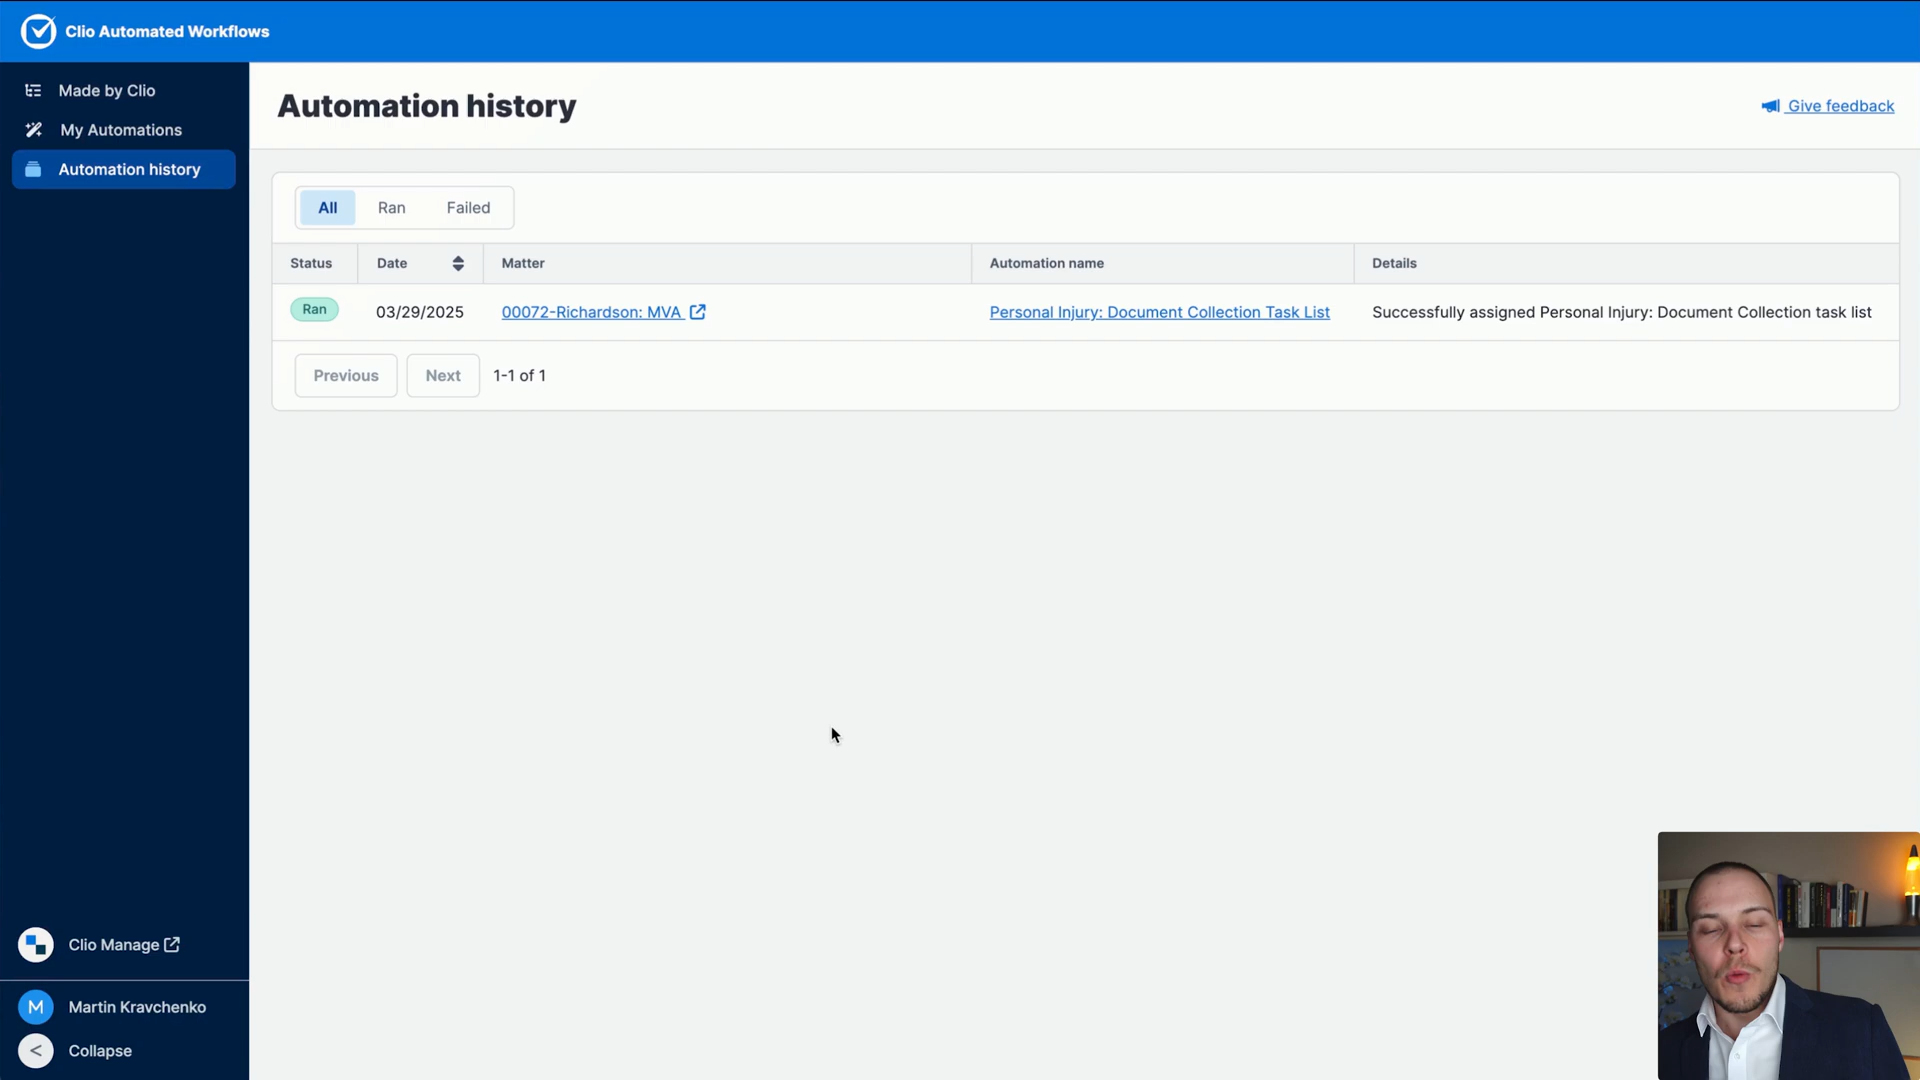 Clio Automated Workflows
Made by Clio
My Automations
Automation history
Automation history
Give feedback
All Ran Failed
Status Date Matter Automation name Details
Ran 03/29/2025 00072-Richardson: MVA Personal Injury: Document Collection Task List Successfully assigned Personal Injury: Document Collection task list
Previous Next 1-1 of 1
Clio Manage
M Martin Kravchenko
< Collapse